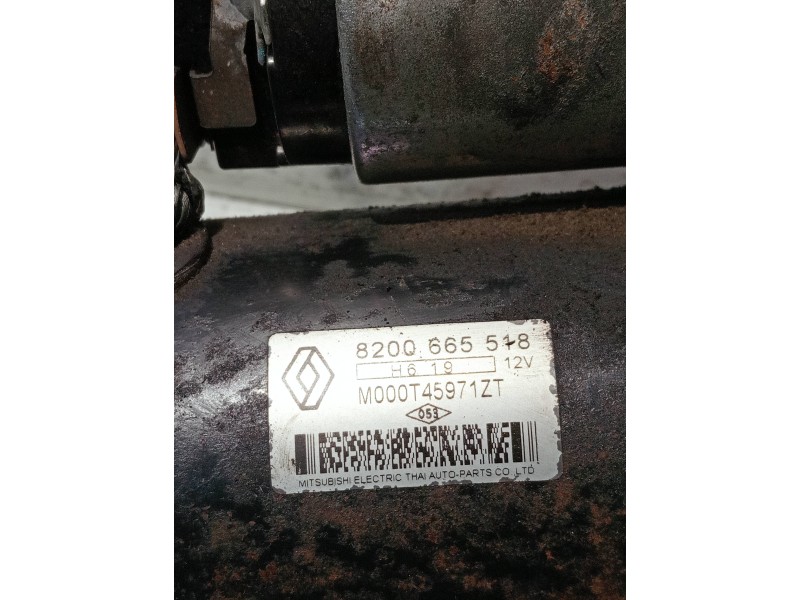 8200 665 518
H6 19 12V
M000T45971ZT
053
MITSUBISHI ELECTRIC THAI AUTO-PARTS CO.,LTD